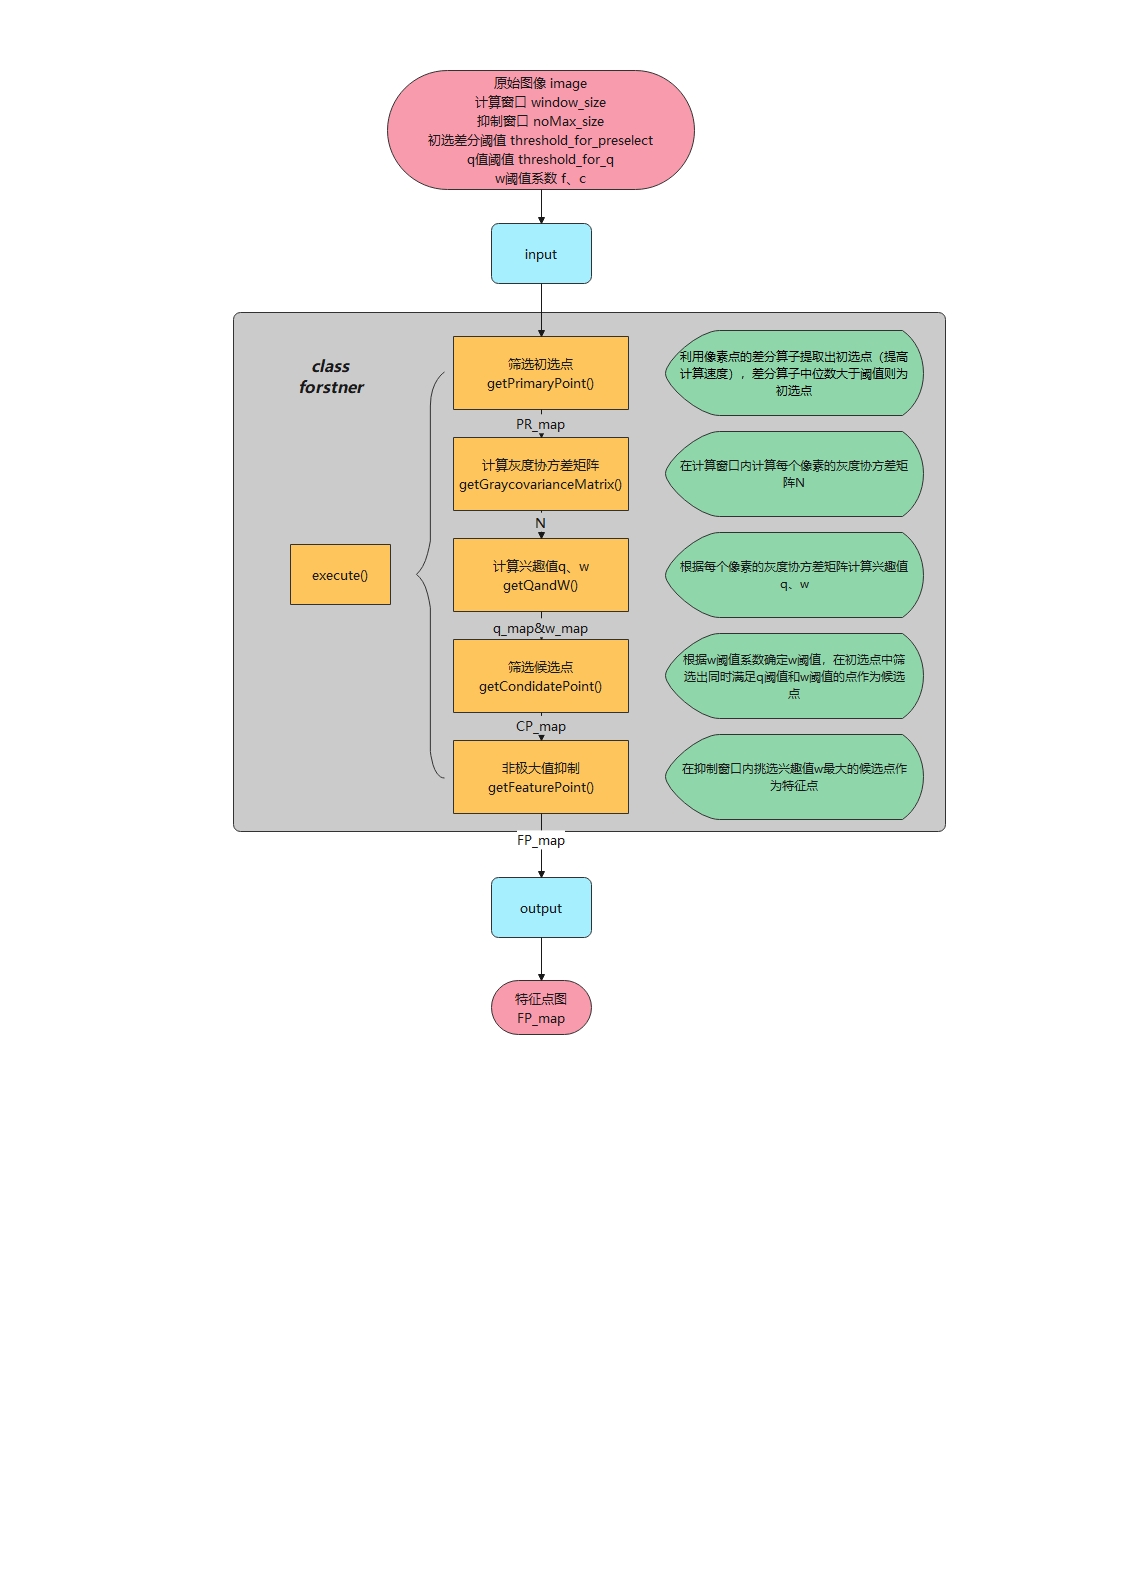 原始图像 image
计算窗口 window_size
抑制窗口 noMax_size
初选差分阈值 threshold_for_preselect
q值阈值 threshold_for_q
w阈值系数 f、c
input
class
forstner
筛选初选点
getPrimaryPoint()
利用像素点的差分算子提取出初选点（提高
计算速度），差分算子中位数大于阈值则为
初选点
PR_map
计算灰度协方差矩阵
getGraycovarianceMatrix()
在计算窗口内计算每个像素的灰度协方差矩
阵N
N
execute()
计算兴趣值q、w
getQandW()
根据每个像素的灰度协方差矩阵计算兴趣值
q、w
q_map&w_map
筛选候选点
getCondidatePoint()
根据w阈值系数确定w阈值，在初选点中筛
选出同时满足q阈值和w阈值的点作为候选
点
CP_map
非极大值抑制
getFeaturePoint()
在抑制窗口内挑选兴趣值w最大的候选点作
为特征点
FP_map
output
特征点图
FP_map